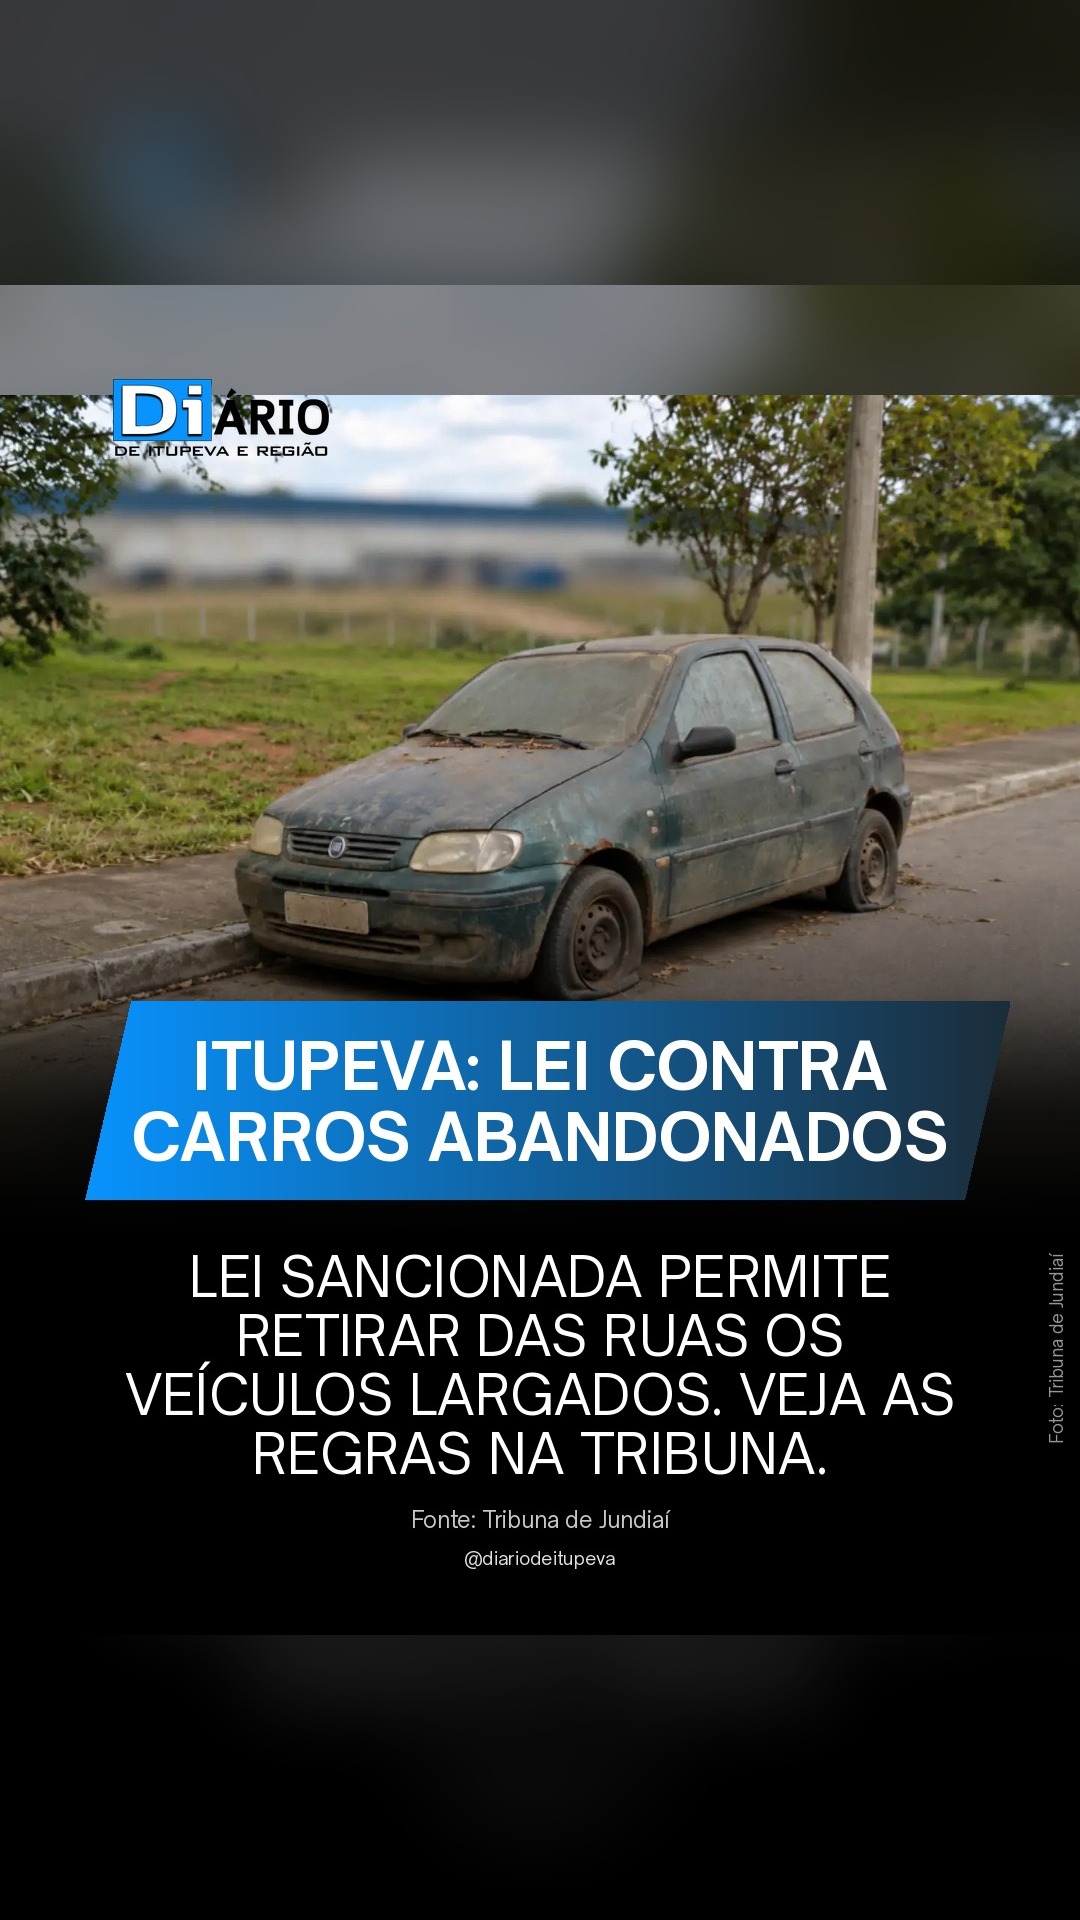 DiÁRIO
DE ITUPEVA E REGIÃO
ITUPEVA: LEI CONTRA
CARROS ABANDONADOS
LEI SANCIONADA PERMITE
RETIRAR DAS RUAS OS
VEÍCULOS LARGADOS. VEJA AS
REGRAS NA TRIBUNA.
Foto: Tribuna de Jundiaí
Fonte: Tribuna de Jundiaí
@diariodeitupeva